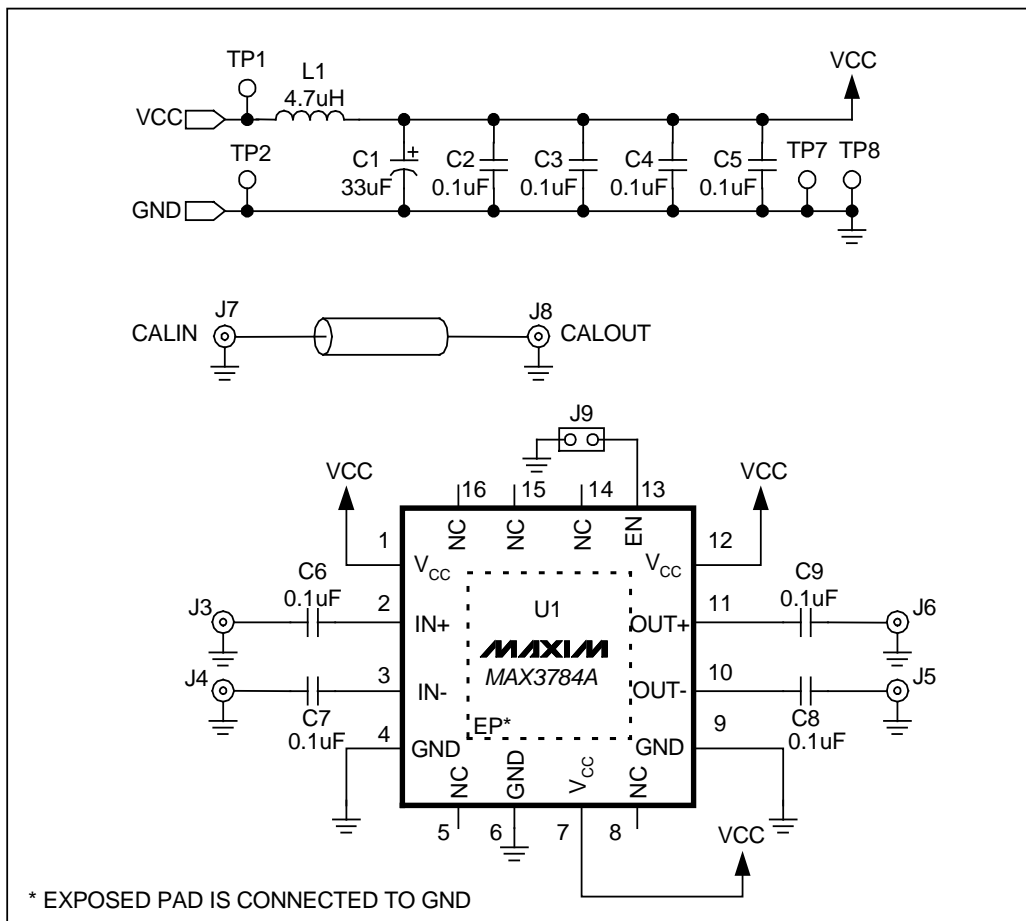 TP1
L1
4.7uH
VCC
VCC
TP2
C1
+
33uF
C2
0.1uF
C3
0.1uF
C4
0.1uF
C5
0.1uF
TP7
TP8
GND
J7
CALIN
J8
CALOUT
J9
VCC
16
15
14
13
VCC
NC
NC
NC
EN
1
VCC
12
VCC
C6
0.1uF
J3
2
IN+
U1
MAXIM
MAX3784A
11
OUT+
C9
0.1uF
J6
J4
3
IN-
C7
0.1uF
10
OUT-
C8
0.1uF
J5
EP*
4
GND
9
GND
NC
GND
VCC
NC
5
6
7
8
VCC
* EXPOSED PAD IS CONNECTED TO GND